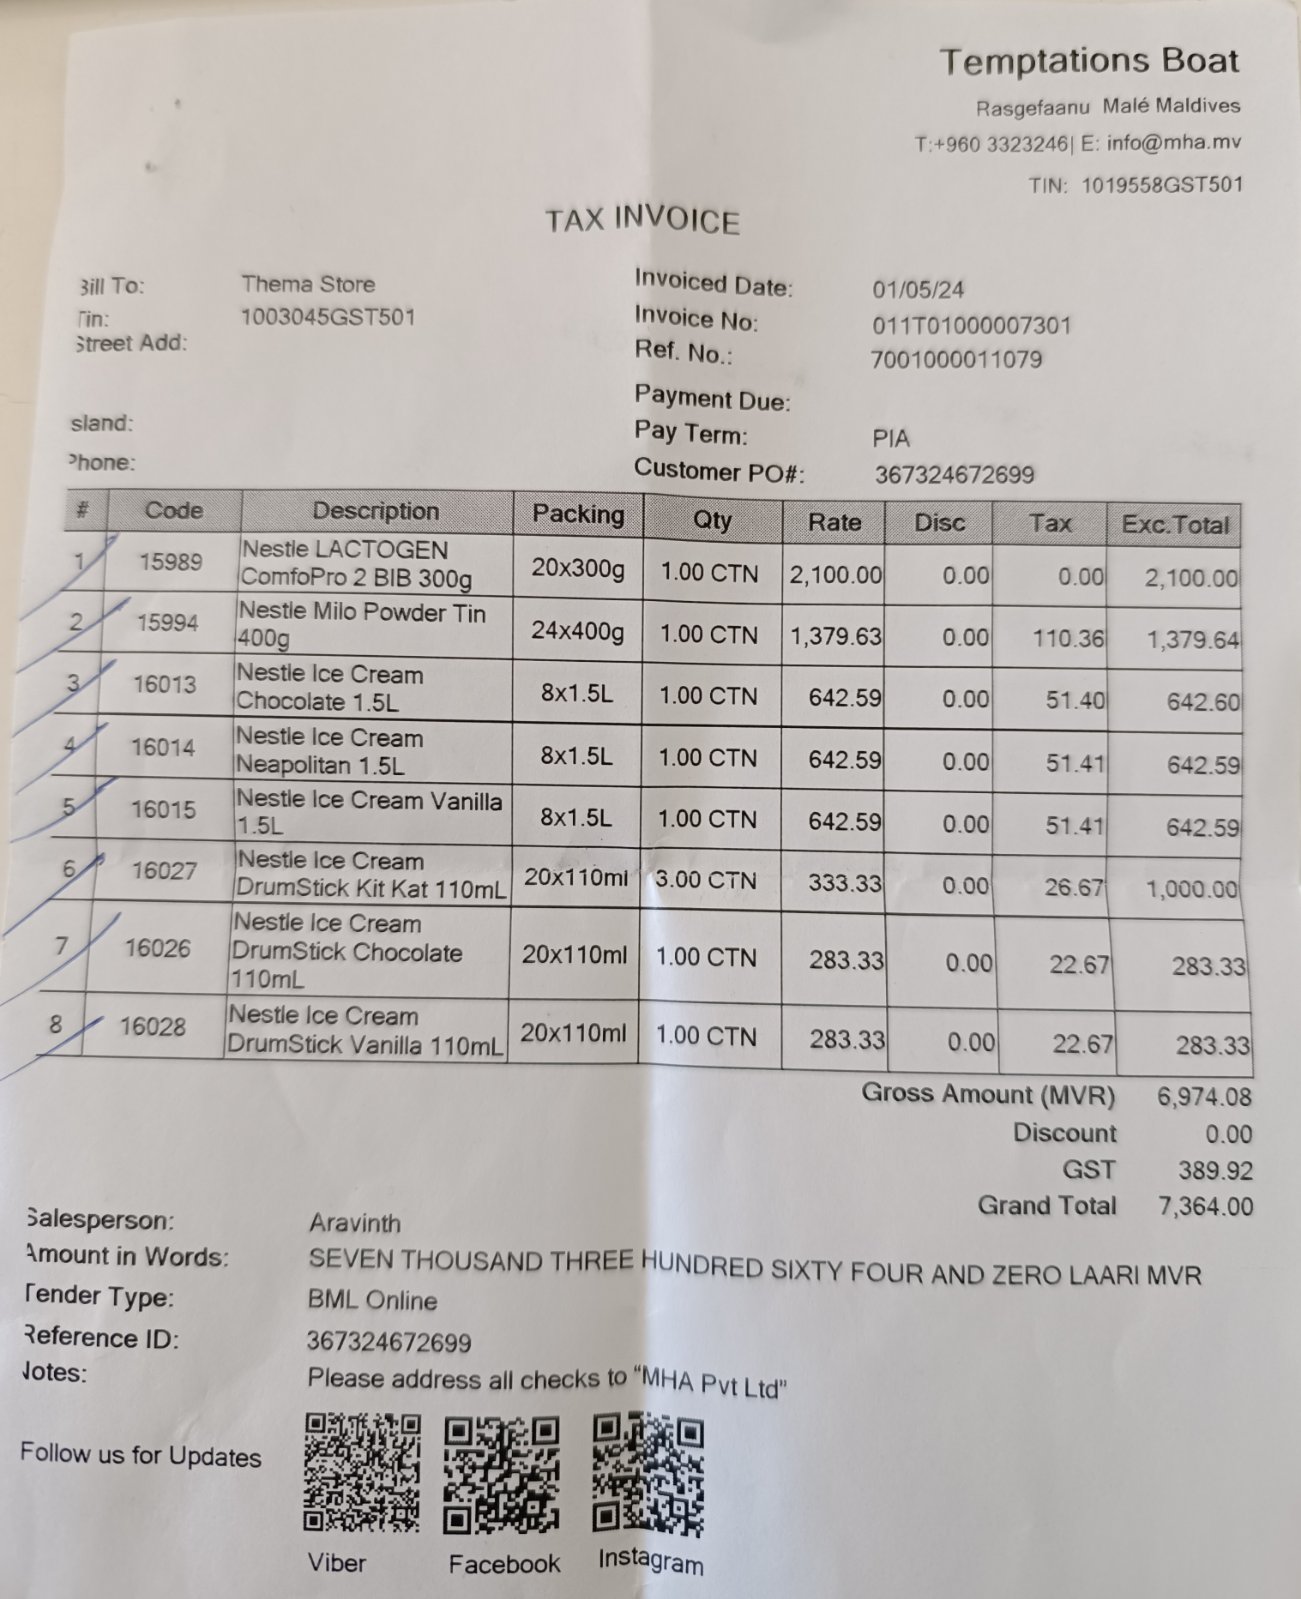 Temptations Boat
Rasgefaanu Malé Maldives
T:+960 3323246| E: info@mha.mv
TIN: 1019558GST501
TAX INVOICE
Bill To: Thema Store
Tin: 1003045GST501
Street Add:
Island:
Phone:
Invoiced Date: 01/05/24
Invoice No: 011T01000007301
Ref. No.: 7001000011079
Payment Due:
Pay Term: PIA
Customer PO#: 367324672699
# Code Description Packing Qty Rate Disc Tax Exc.Total
1 15989 Nestle LACTOGEN ComfoPro 2 BIB 300g 20x300g 1.00 CTN 2,100.00 0.00 0.00 2,100.00
2 15994 Nestle Milo Powder Tin 400g 24x400g 1.00 CTN 1,379.63 0.00 110.36 1,379.64
3 16013 Nestle Ice Cream Chocolate 1.5L 8x1.5L 1.00 CTN 642.59 0.00 51.40 642.60
4 16014 Nestle Ice Cream Neapolitan 1.5L 8x1.5L 1.00 CTN 642.59 0.00 51.41 642.59
5 16015 Nestle Ice Cream Vanilla 1.5L 8x1.5L 1.00 CTN 642.59 0.00 51.41 642.59
6 16027 Nestle Ice Cream DrumStick Kit Kat 110mL 20x110ml 3.00 CTN 333.33 0.00 26.67 1,000.00
7 16026 Nestle Ice Cream DrumStick Chocolate 110mL 20x110ml 1.00 CTN 283.33 0.00 22.67 283.33
8 16028 Nestle Ice Cream DrumStick Vanilla 110mL 20x110ml 1.00 CTN 283.33 0.00 22.67 283.33
Gross Amount (MVR) 6,974.08
Discount 0.00
GST 389.92
Grand Total 7,364.00
Salesperson: Aravinth
Amount in Words: SEVEN THOUSAND THREE HUNDRED SIXTY FOUR AND ZERO LAARI MVR
Tender Type: BML Online
Reference ID: 367324672699
Notes: Please address all checks to "MHA Pvt Ltd"
Follow us for Updates
Viber Facebook Instagram